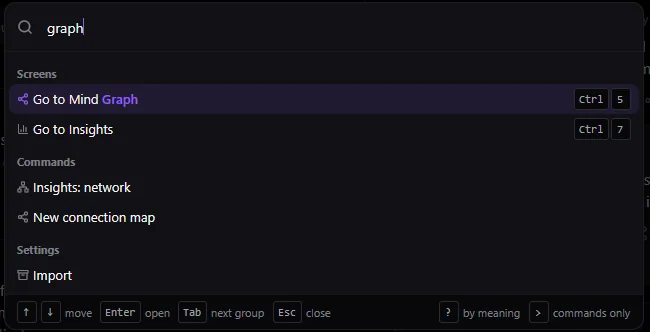 graph
Screens
Go to Mind Graph Ctrl 5
Go to Insights Ctrl 7
Commands
Insights: network
New connection map
Settings
Import
↑ ↓ move Enter open Tab next group Esc close ? by meaning > commands only